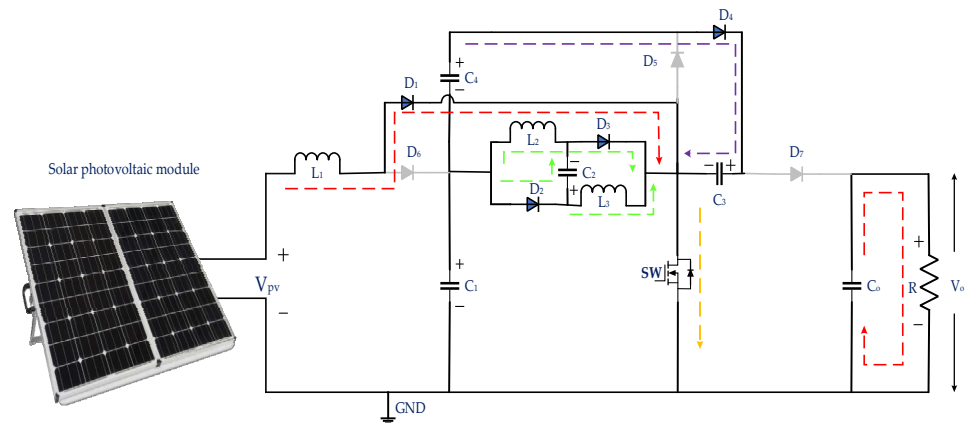 D4
D5
+
C4
−
D1
D3
L2
D6
Solar photovoltaic module
L1
−
C2
+
D2
L3
−
+
C3
D7
+
Vpv
−
+
C1
−
SW
Co
+
R
−
Vo
GND